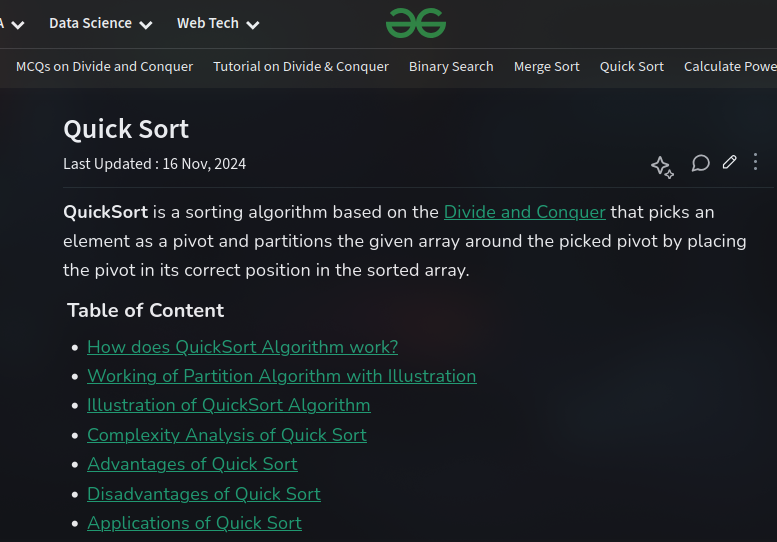 A Data Science Web Tech
MCQs on Divide and Conquer Tutorial on Divide & Conquer Binary Search Merge Sort Quick Sort Calculate Powe
Quick Sort
Last Updated : 16 Nov, 2024
QuickSort is a sorting algorithm based on the Divide and Conquer that picks an
element as a pivot and partitions the given array around the picked pivot by placing
the pivot in its correct position in the sorted array.
Table of Content
• How does QuickSort Algorithm work?
• Working of Partition Algorithm with Illustration
• Illustration of QuickSort Algorithm
• Complexity Analysis of Quick Sort
• Advantages of Quick Sort
• Disadvantages of Quick Sort
• Applications of Quick Sort